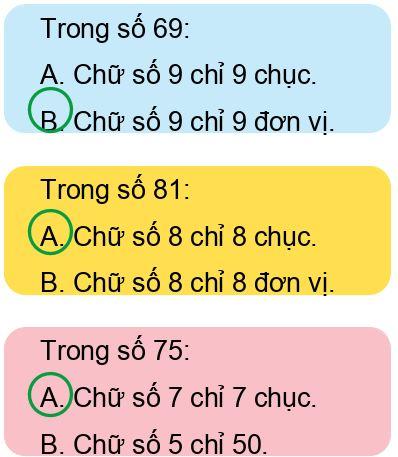 Trong số 69:
A. Chữ số 9 chỉ 9 chục.
B. Chữ số 9 chỉ 9 đơn vị.
Trong số 81:
A. Chữ số 8 chỉ 8 chục.
B. Chữ số 8 chỉ 8 đơn vị.
Trong số 75:
A. Chữ số 7 chỉ 7 chục.
B. Chữ số 5 chỉ 50.